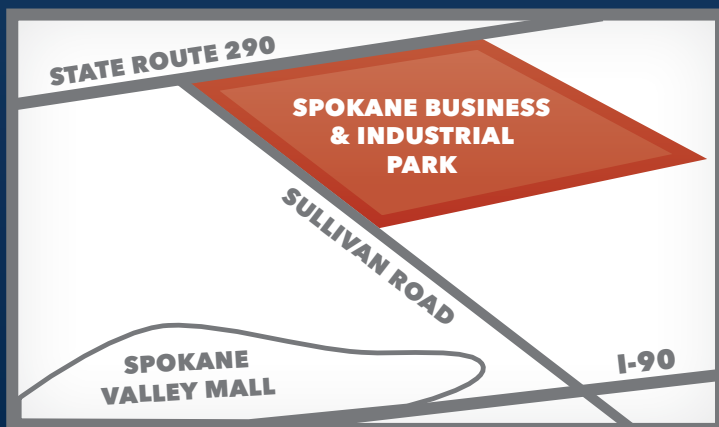 STATE ROUTE 290
SPOKANE BUSINESS
& INDUSTRIAL
PARK
SULLIVAN ROAD
SPOKANE
VALLEY MALL
I-90